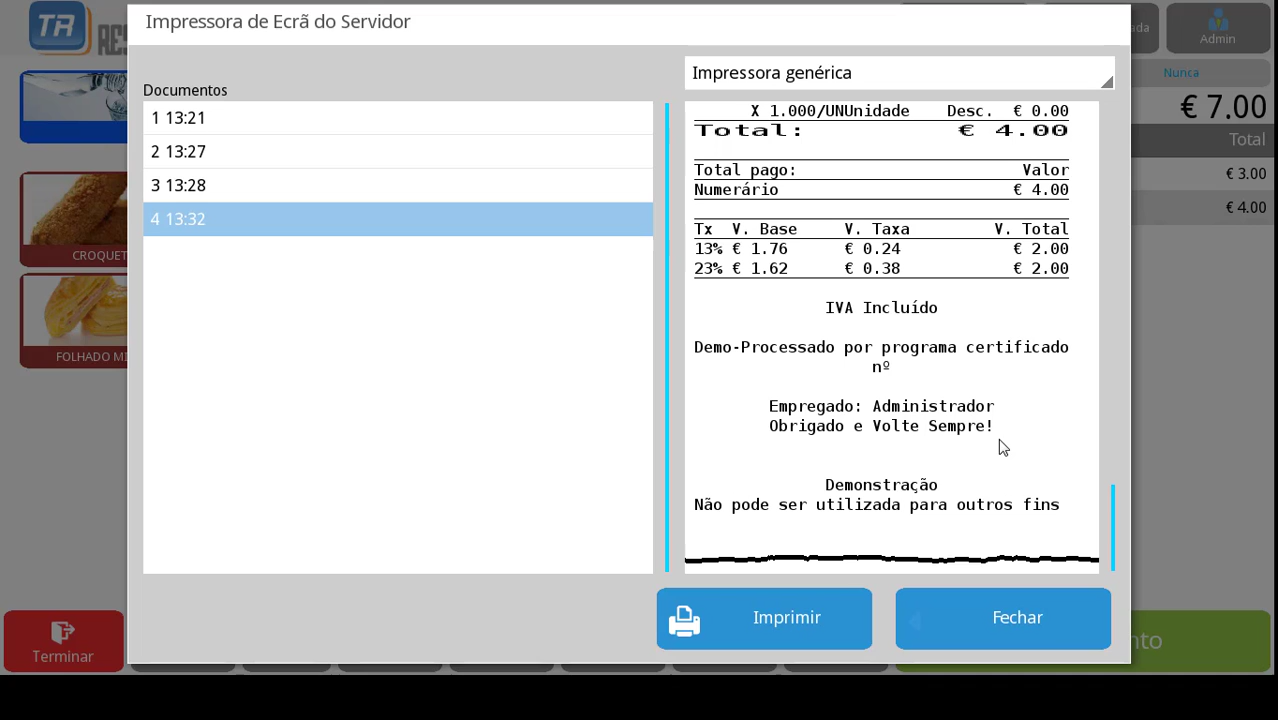 Impressora de Ecrã do Servidor
TR
RES
da
Admin
Documentos
1 13:21
2 13:27
3 13:28
4 13:32
Impressora genérica
X 1.000/UNUnidade Desc. € 0.00
Total: € 4.00
Total pago: Valor
Numerário € 4.00
Tx V. Base V. Taxa V. Total
13% € 1.76 € 0.24 € 2.00
23% € 1.62 € 0.38 € 2.00
IVA Incluído
Demo-Processado por programa certificado
nº
Empregado: Administrador
Obrigado e Volte Sempre!
Demonstração
Não pode ser utilizada para outros fins
Nunca
€ 7.00
Total
€ 3.00
€ 4.00
CROQUET
FOLHADO MI
Imprimir
Fechar
Terminar
nto